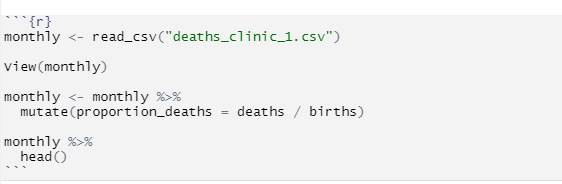 ```{r}
monthly <- read_csv("deaths_clinic_1.csv")
View(monthly)
monthly <- monthly %>%
  mutate(proportion_deaths = deaths / births)
monthly %>%
  head()
```